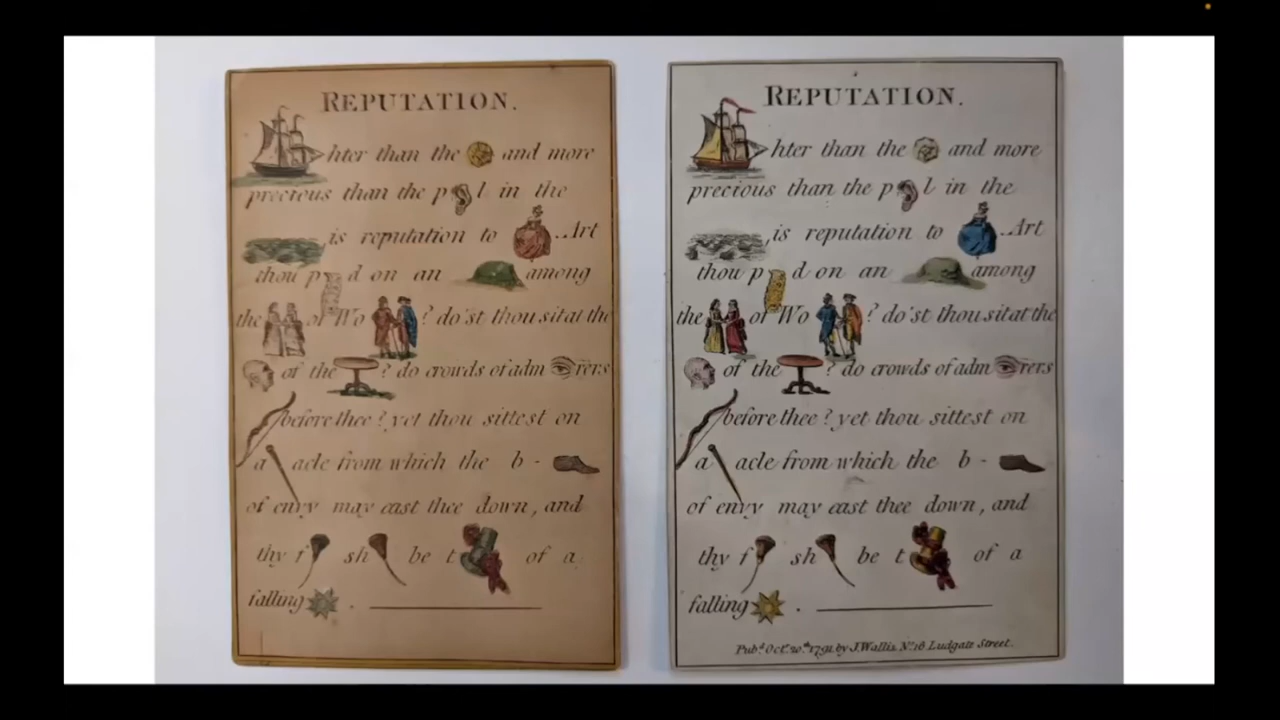 REPUTATION.
hter than the and more
precious than the p l in the
, is reputation to . Art
thou p d on an among
the of Wo ? do'st thou sit at the
of the ? do crowds of adm rers
before thee? yet thou sittest on
a acle from which the b-
of envy may cast thee down, and
thy f sh be t of a
falling .
REPUTATION.
hter than the and more
precious than the p l in the
, is reputation to . Art
thou p d on an among
the of Wo ? do'st thou sit at the
of the ? do crowds of adm rers
before thee? yet thou sittest on
a acle from which the b-
of envy may cast thee down, and
thy f sh be t of a
falling .
Pub.d Oct.r 20.th 1791, by J. Wallis, N.o 16 Ludgate Street.